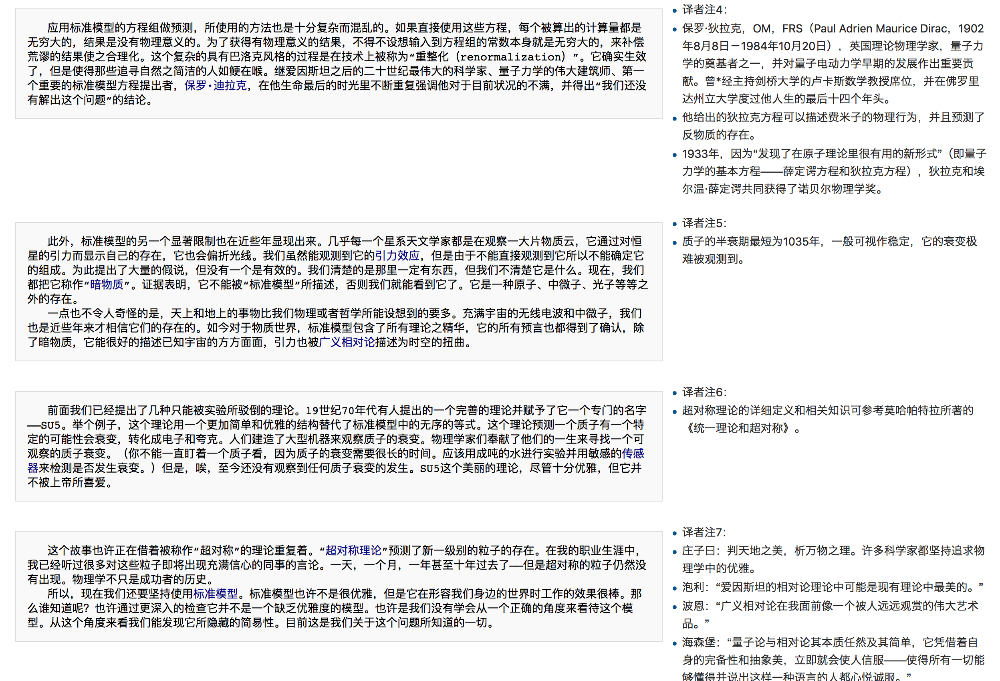 应用标准模型的方程组做预测，所使用的方法也是十分复杂而混乱的。如果直接使用这些方程，每个被算出的计算量都是
无穷大的，结果是没有物理意义的。为了获得有物理意义的结果，不得不设想输入到方程组的常数本身就是无穷大的，来补偿
荒谬的结果使之合理化。这个复杂的具有巴洛克风格的过程是在技术上被称为“重整化（renormalization）”。它确实生效
了，但是使得那些追寻自然之简洁的人如鲠在喉。继爱因斯坦之后的二十世纪最伟大的科学家、量子力学的伟大建筑师、第一
个重要的标准模型方程提出者，保罗·迪拉克，在他生命最后的时光里不断重复强调他对于目前状况的不满，并得出“我们还没
有解出这个问题”的结论。
译者注4：
保罗·狄拉克，OM，FRS（Paul Adrien Maurice Dirac，1902
年8月8日－1984年10月20日），英国理论物理学家，量子力
学的奠基者之一，并对量子电动力学早期的发展作出重要贡
献。曾*经主持剑桥大学的卢卡斯数学教授席位，并在佛罗里
达州立大学度过他人生的最后十四个年头。
他给出的狄拉克方程可以描述费米子的物理行为，并且预测了
反物质的存在。
1933年，因为“发现了在原子理论里很有用的新形式”（即量子
力学的基本方程——薛定谔方程和狄拉克方程），狄拉克和埃
尔温·薛定谔共同获得了诺贝尔物理学奖。
此外，标准模型的另一个显著限制也在近些年显现出来。几乎每一个星系天文学家都是在观察一大片物质云，它通过对恒
星的引力而显示自己的存在，它也会偏折光线。我们虽然能观测到它的引力效应，但是由于不能直接观测到它所以不能确定它
的组成。为此提出了大量的假说，但没有一个是有效的。我们清楚的是那里一定有东西，但我们不清楚它是什么。现在，我们
都把它称作“暗物质”。证据表明，它不能被“标准模型”所描述，否则我们就能看到它了。它是一种原子、中微子、光子等等之
外的存在。
一点也不令人奇怪的是，天上和地上的事物比我们物理或者哲学所能设想到的要多。充满宇宙的无线电波和中微子，我们
也是近些年来才相信它们的存在的。如今对于物质世界，标准模型包含了所有理论之精华，它的所有预言也都得到了确认，除
了暗物质，它能很好的描述已知宇宙的方方面面，引力也被广义相对论描述为时空的扭曲。
译者注5：
质子的半衰期最短为1035年，一般可视作稳定，它的衰变极
难被观测到。
前面我们已经提出了几种只能被实验所驳倒的理论。19世纪70年代有人提出的一个完善的理论并赋予了它一个专门的名字
——SU5。举个例子，这个理论用一个更加简单和优雅的结构替代了标准模型中的无序的等式。这个理论预测一个质子有一个特
定的可能性会衰变，转化成电子和夸克。人们建造了大型机器来观察质子的衰变。物理学家们奉献了他们的一生来寻找一个可
观察的质子衰变。（你不能一直盯着一个质子看，因为质子的衰变需要很长的时间。应该用成吨的水进行实验并用敏感的传感
器来检测是否发生衰变。）但是，唉，至今还没有观察到任何质子衰变的发生。SU5这个美丽的理论，尽管十分优雅，但它并
不被上帝所喜爱。
译者注6：
超对称理论的详细定义和相关知识可参考莫哈帕特拉所著的
《统一理论和超对称》。
这个故事也许正在借着被称作“超对称”的理论重复着。“超对称理论”预测了新一级别的粒子的存在。在我的职业生涯中，
我已经听过很多对这些粒子即将出现充满信心的同事的言论。一天，一个月，一年甚至十年过去了——但是超对称的粒子仍然没
有出现。物理学不只是成功者的历史。
所以，现在我们还要坚持使用标准模型。标准模型也许不是很优雅，但是它在形容我们身边的世界时工作的效果很棒。那
么谁知道呢？也许通过更深入的检查它并不是一个缺乏优雅度的模型。也许是我们没有学会从一个正确的角度来看待这个模
型。从这个角度来看我们能发现它所隐藏的简易性。目前这是我们关于这个问题所知道的一切。
译者注7：
庄子曰：判天地之美，析万物之理。许多科学家都坚持追求物
理学中的优雅。
泡利：“爱因斯坦的相对论理论中可能是现有理论中最美的。”
波恩：“广义相对论在我面前像一个被人远远观赏的伟大艺术
品。”
海森堡：“量子论与相对论其本质任然及其简单，它凭借着自
身的完备性和抽象美，立即就会使人信服——使得所有一切能
够懂得并说出这样一种语言的人都心悦诚服。”